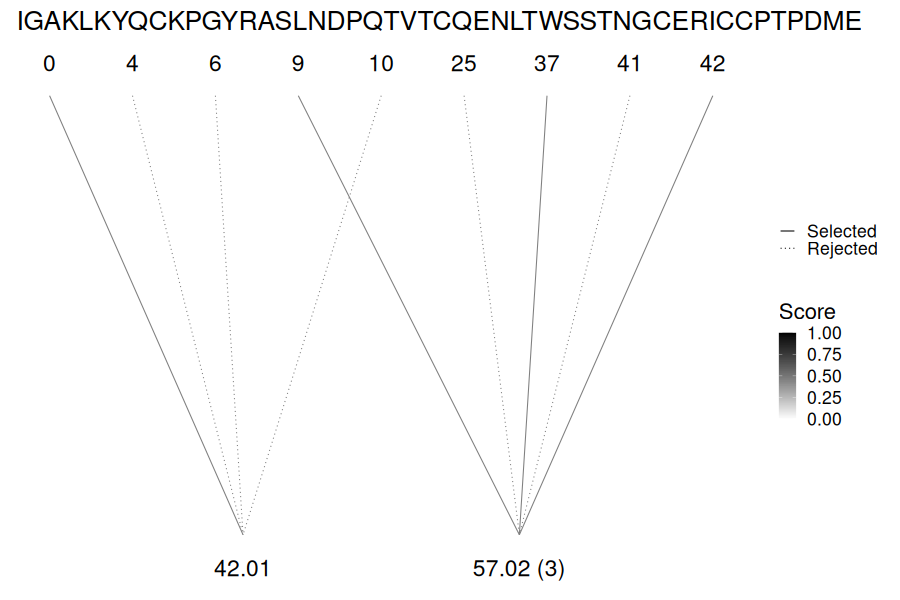 IGAKLKYQCKPGYRASLNDPQTVTCQENLTWSSTNGCERICCPTPDME
0 4 6 9 10 25 37 41 42
Selected
Rejected
Score
1.00
0.75
0.50
0.25
0.00
42.01 57.02 (3)